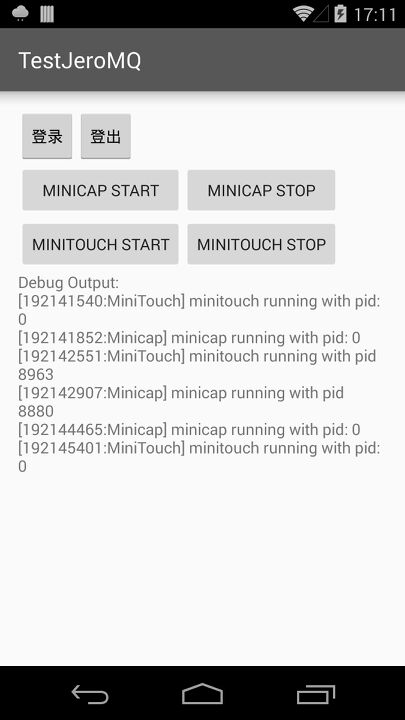 17:11
TestJeroMQ
登录 登出
MINICAP START MINICAP STOP
MINITOUCH START MINITOUCH STOP
Debug Output:
[192141540:MiniTouch] minitouch running with pid:
0
[192141852:Minicap] minicap running with pid: 0
[192142551:MiniTouch] minitouch running with pid
8963
[192142907:Minicap] minicap running with pid
8880
[192144465:Minicap] minicap running with pid: 0
[192145401:MiniTouch] minitouch running with pid:
0